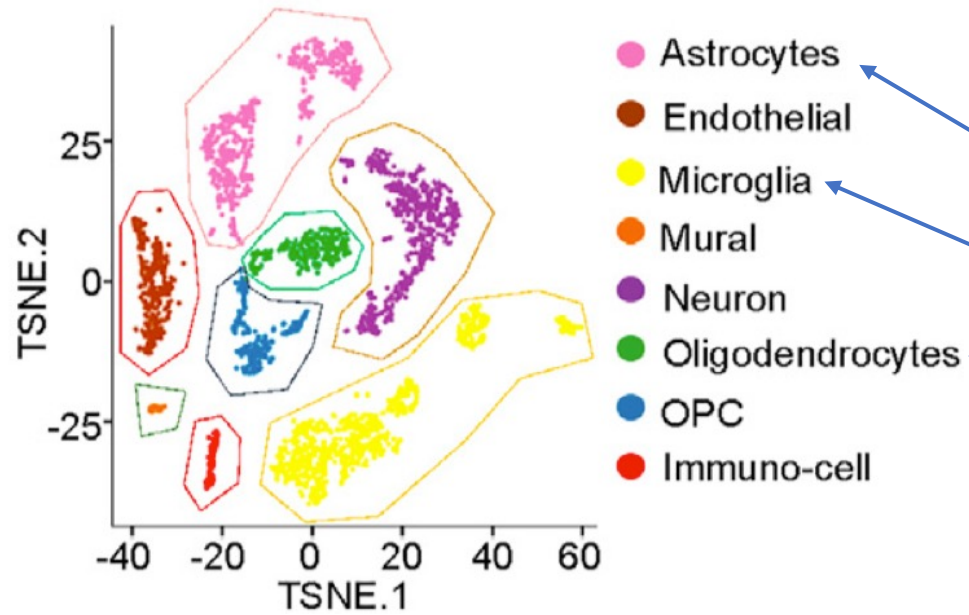 Astrocytes
Endothelial
Microglia
Mural
Neuron
Oligodendrocytes
OPC
Immuno-cell
25
0
-25
TSNE.2
-40 -20 0 20 40 60
TSNE.1